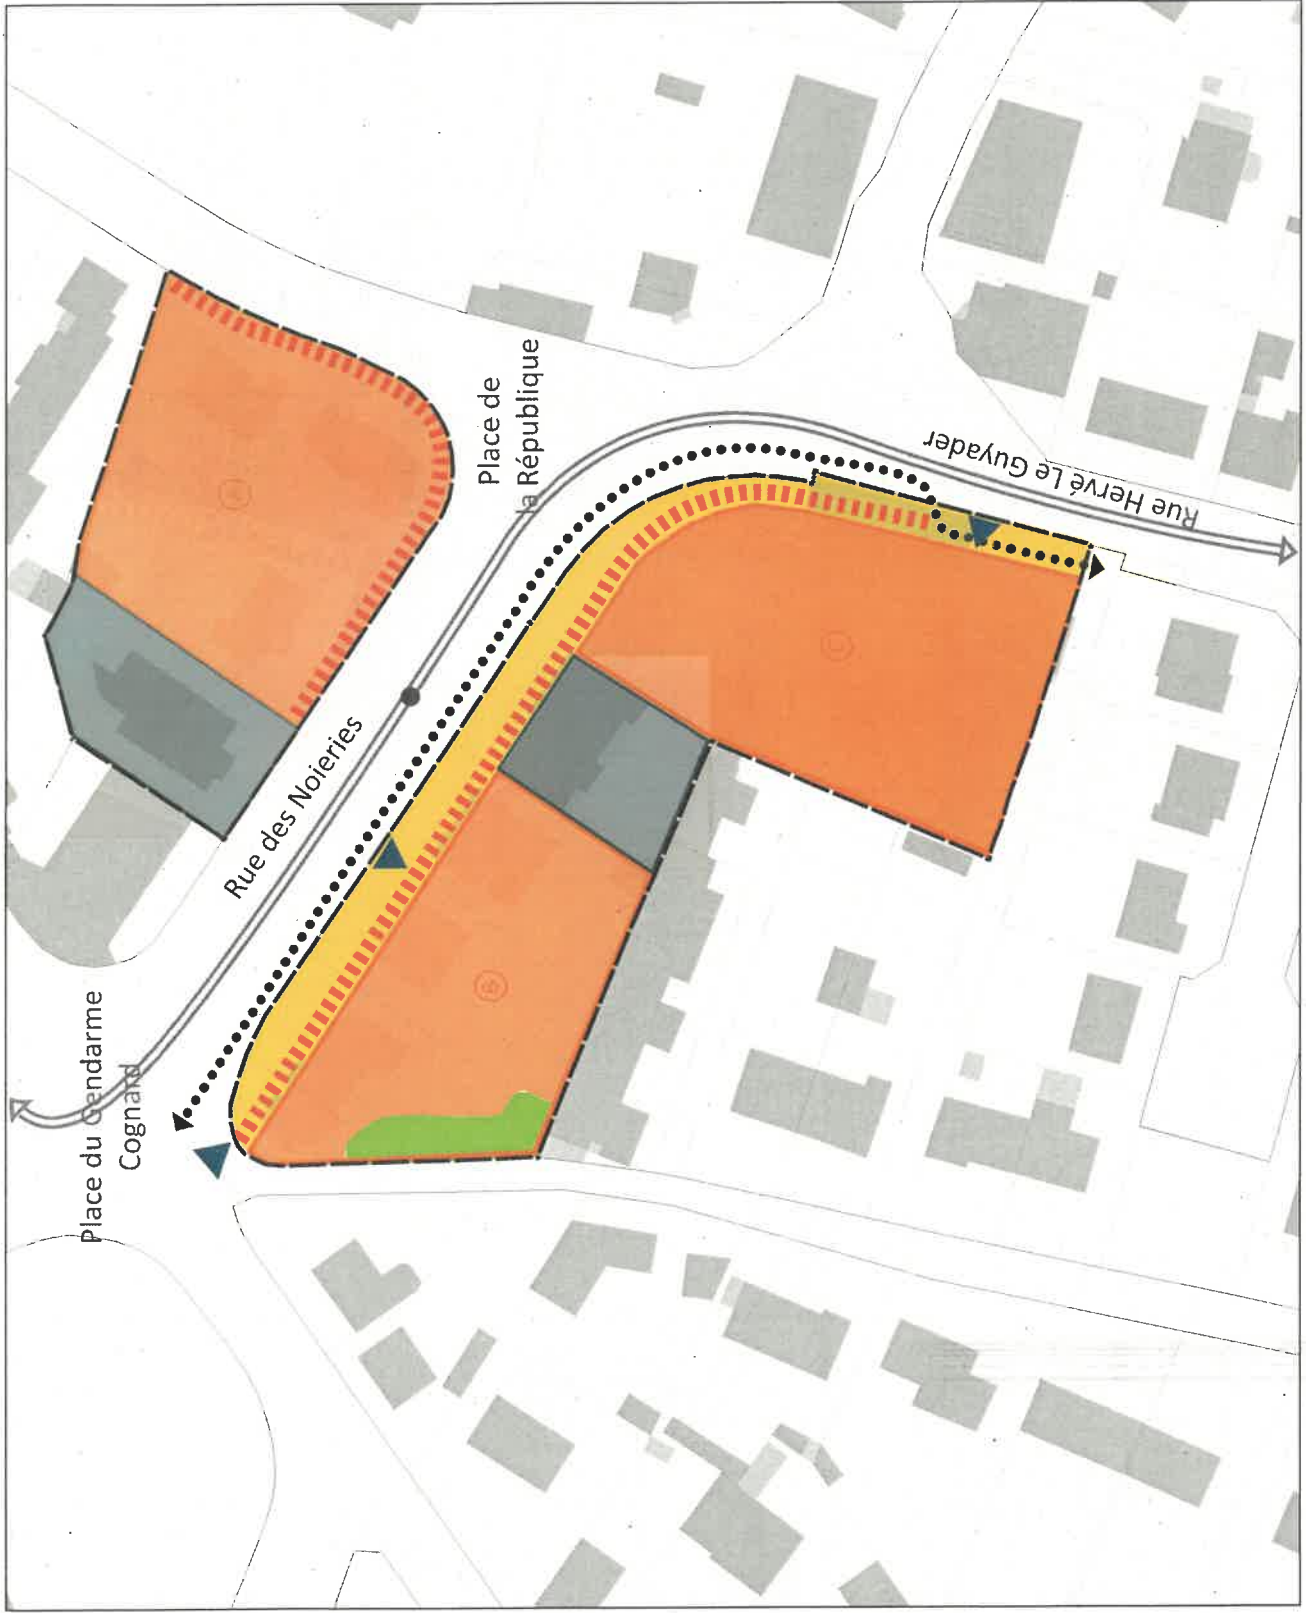 Place du Gendarme
Cognard
Rue des Noieries
Place de
la République
Rue Hervé Le Guyader
A
B
C